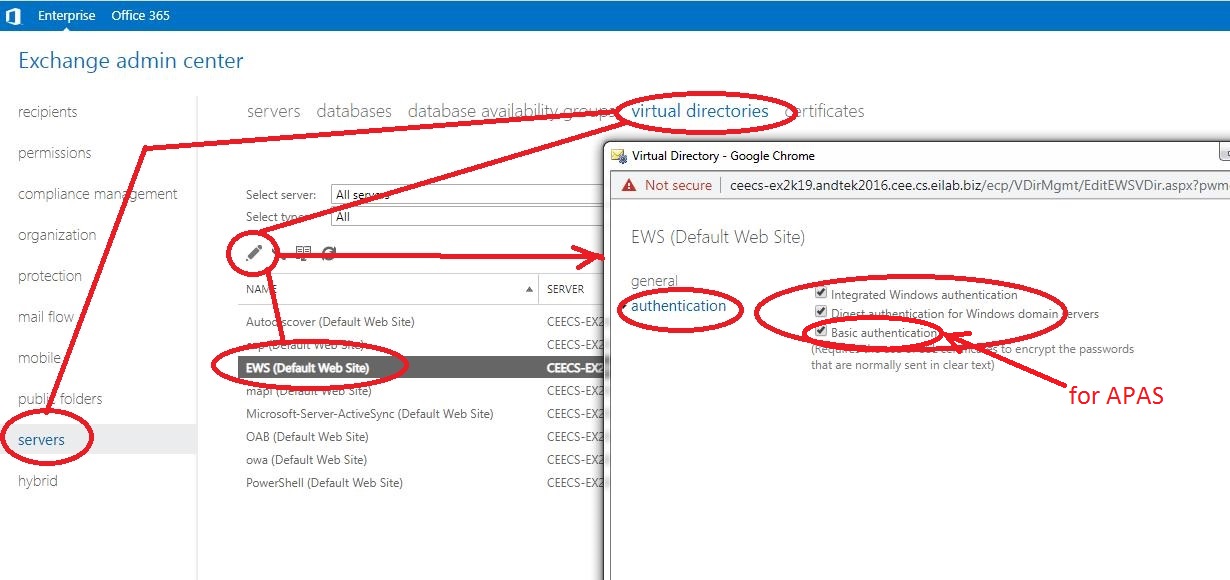 Enterprise Office 365
Exchange admin center
recipients
permissions
compliance management
organization
protection
mail flow
mobile
public folders
servers
hybrid
servers databases database availability groups virtual directories certificates
Select server: All servers
Select type: All
NAME SERVER
Autodiscover (Default Web Site) CEECS-EX2
ecp (Default Web Site) CEECS-EX2
EWS (Default Web Site) CEECS-EX2
mapi (Default Web Site) CEECS-EX2
Microsoft-Server-ActiveSync (Default Web Site) CEECS-EX2
OAB (Default Web Site) CEECS-EX2
owa (Default Web Site) CEECS-EX2
PowerShell (Default Web Site) CEECS-EX2
Virtual Directory - Google Chrome
Not secure ceecs-ex2k19.andtek2016.cee.cs.eilab.biz/ecp/VDirMgmt/EditEWSVDir.aspx?pwm
EWS (Default Web Site)
general
authentication
Integrated Windows authentication
Digest authentication for Windows domain servers
Basic authentication
(Requires the use of SSL certificates to encrypt the passwords
that are normally sent in clear text)
for APAS